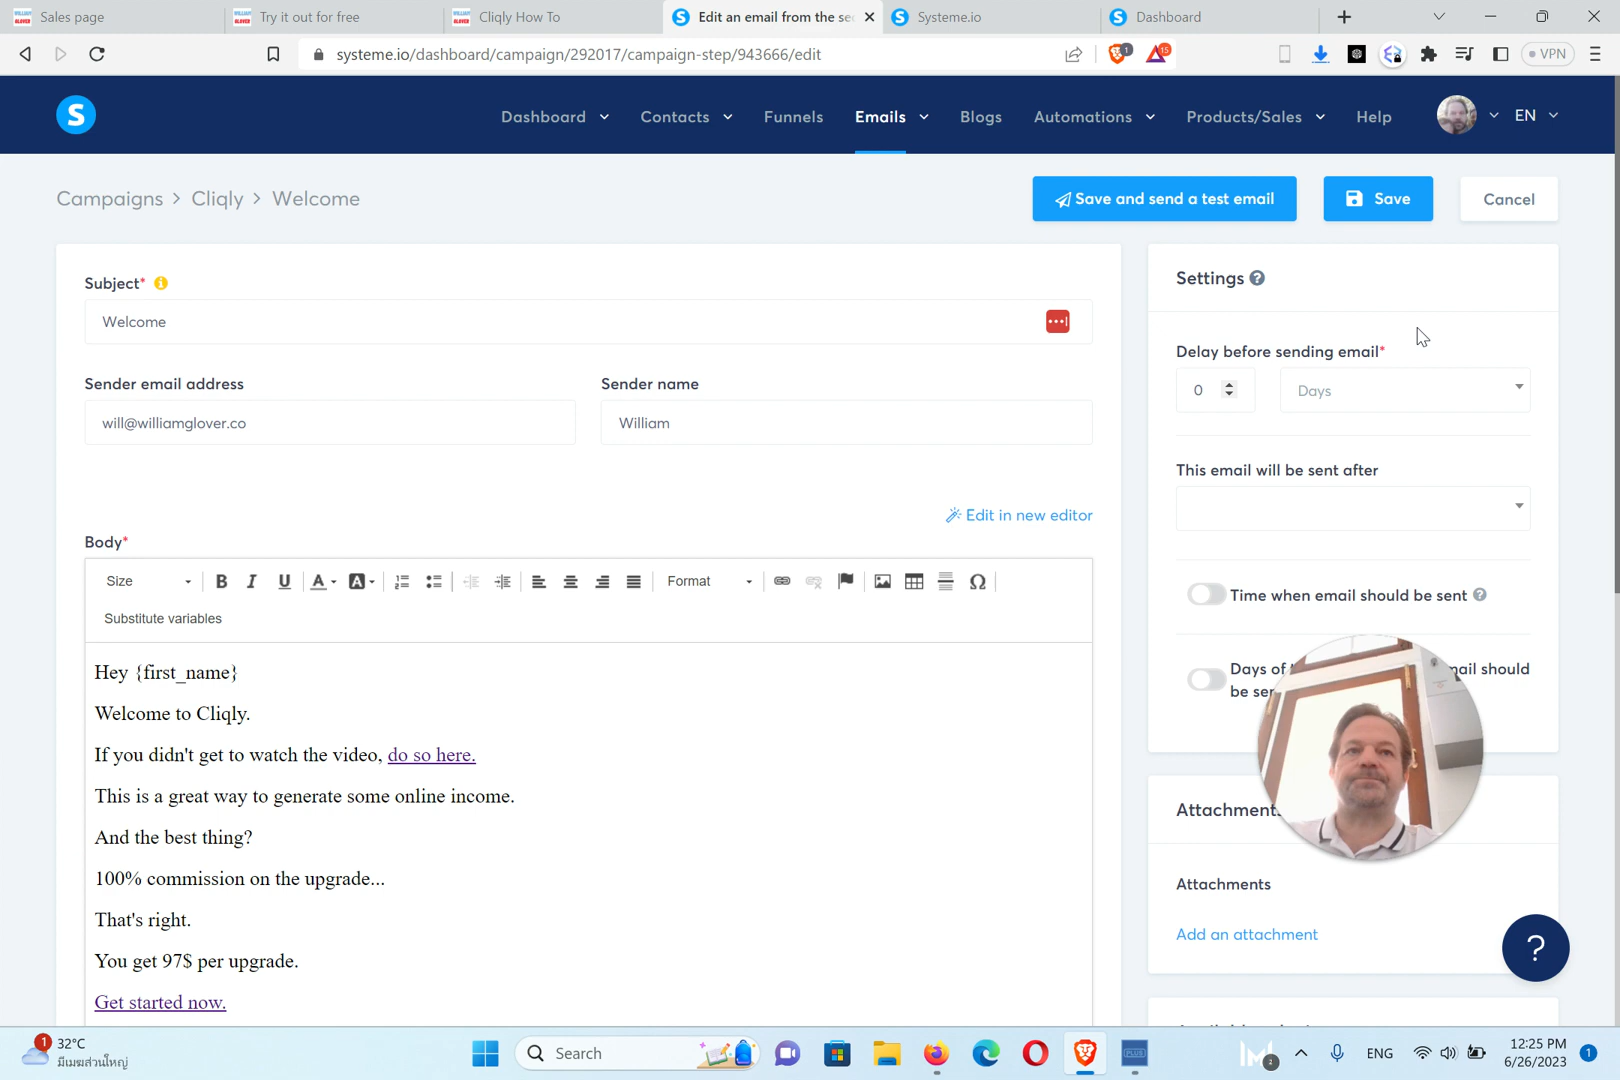 Sales page
Try it out for free
Cliqly How To
Edit an email from the se
Systeme.io
Dashboard
systeme.io/dashboard/campaign/292017/campaign-step/943666/edit
1
15
VPN
S
Dashboard
Contacts
Funnels
Emails
Blogs
Automations
Products/Sales
Help
EN
Campaigns > Cliqly > Welcome
Save and send a test email
Save
Cancel
Subject*
Welcome
Sender email address
Sender name
will@williamglover.co
William
Edit in new editor
Body*
Size
B I U A A
Format
Ω
Substitute variables
Hey {first_name}
Welcome to Cliqly.
If you didn't get to watch the video, do so here.
This is a great way to generate some online income.
And the best thing?
100% commission on the upgrade...
That's right.
You get 97$ per upgrade.
Get started now.
Settings ?
Delay before sending email*
0
Days
This email will be sent after
Time when email should be sent ?
Days of
should
be
Attachments
Add an attachment
?
1
32°C
มีเมฆส่วนใหญ่
Search
PLUS
2
ENG
12:25 PM
6/26/2023
1